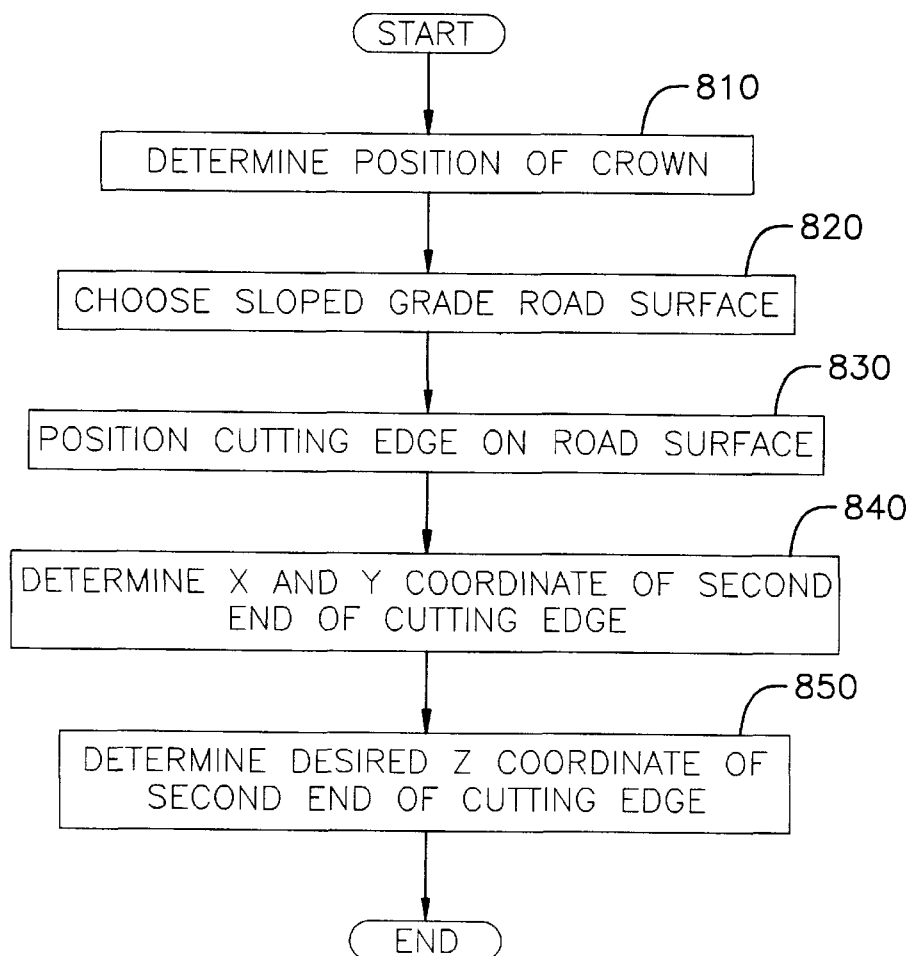 START
810
DETERMINE POSITION OF CROWN
820
CHOOSE SLOPED GRADE ROAD SURFACE
830
POSITION CUTTING EDGE ON ROAD SURFACE
840
DETERMINE X AND Y COORDINATE OF SECOND
END OF CUTTING EDGE
850
DETERMINE DESIRED Z COORDINATE OF
SECOND END OF CUTTING EDGE
END